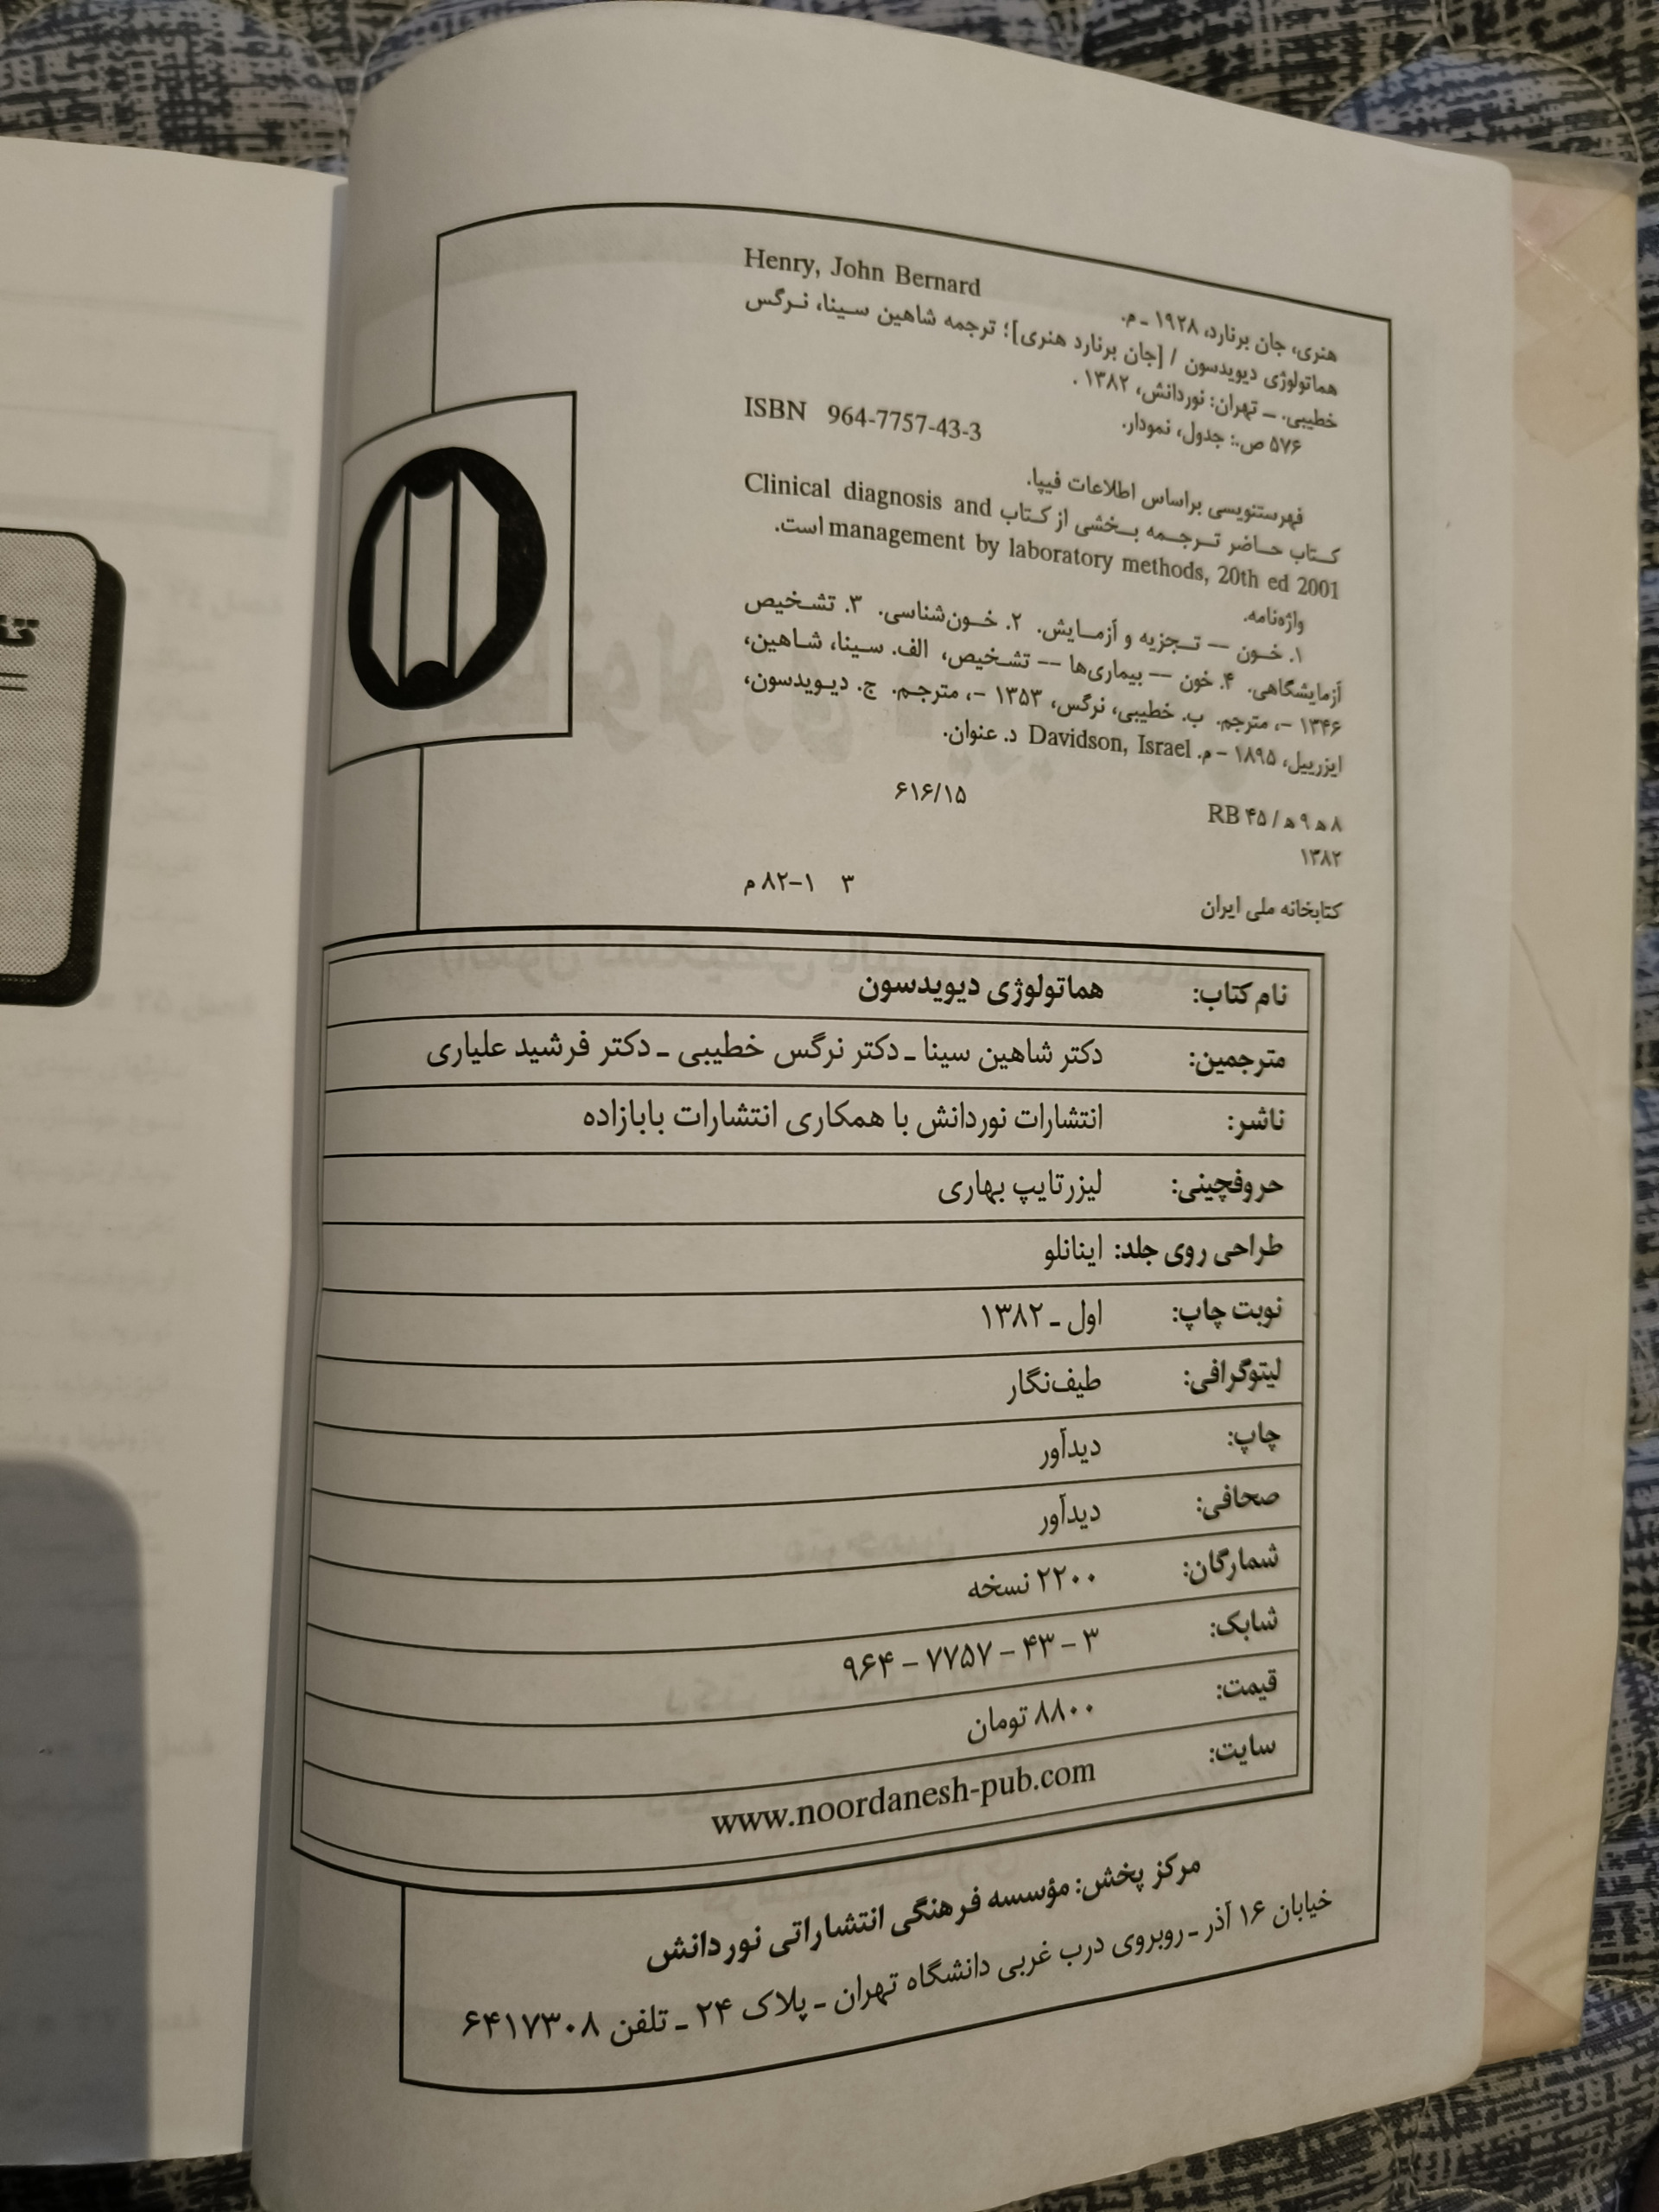 Henry, John Bernard
هنری، جان برنارد، ۱۹۲۸ ـ م.
هماتولوژی دیویدسون / [جان برنارد هنری]؛ ترجمه شاهین سینا، نرگس
خطیبی. ــ تهران: نوردانش، ۱۳۸۲.
۵۷۶ ص.: جدول، نمودار.
ISBN 964-7757-43-3
فهرستنویسی براساس اطلاعات فیپا.
کتاب حاضر ترجمه بخشی از کتاب Clinical diagnosis and
management by laboratory methods, 20th ed 2001 است.
واژه‌نامه.
۱. خون — تجزیه و آزمایش. ۲. خون‌شناسی. ۳. تشخیص
آزمایشگاهی. ۴. خون — بیماری‌ها -- تشخیص، الف. سینا، شاهین،
۱۳۴۶ -، مترجم. ب. خطیبی، نرگس، ۱۳۵۳ -، مترجم. ج. دیویدسون،
ایزرییل، ۱۸۹۵ - م. Davidson, Israel د. عنوان.
۸ ه‍ ۹ ه‍ / ۴۵ RB
۶۱۶/۱۵
۱۳۸۲
کتابخانه ملی ایران
۳ ۱–۸۲ م
نام کتاب: هماتولوژی دیویدسون
مترجمین: دکتر شاهین سینا ـ دکتر نرگس خطیبی ـ دکتر فرشید علیاری
ناشر: انتشارات نوردانش با همکاری انتشارات بابازاده
حروفچینی: لیزرتایپ بهاری
طراحی روی جلد: اینانلو
نوبت چاپ: اول ـ ۱۳۸۲
لیتوگرافی: طیف‌نگار
چاپ: دیدآور
صحافی: دیدآور
شمارگان: ۲۲۰۰ نسخه
شابک: ۳ – ۴۳ – ۷۷۵۷ – ۹۶۴
قیمت: ۸۸۰۰ تومان
سایت: www.noordanesh-pub.com
مرکز پخش: مؤسسه فرهنگی انتشاراتی نوردانش
خیابان ۱۶ آذر ـ روبروی درب غربی دانشگاه تهران ـ پلاک ۲۴ ـ تلفن ۶۴۱۷۳۰۸